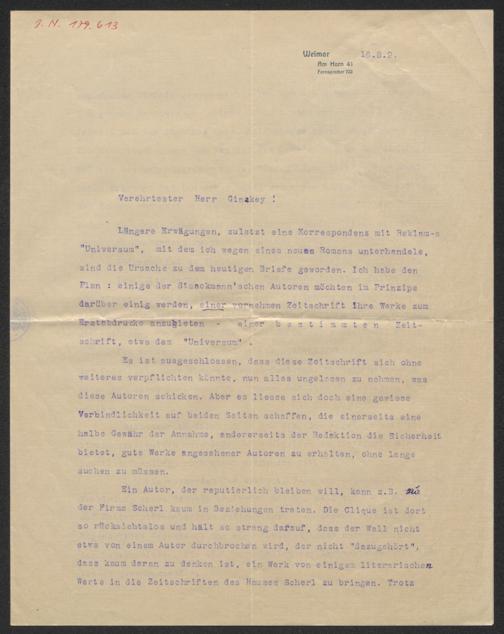 J. N. 179.613
Weimar 16.8.2.
Am Horn 41
Fernsprecher
Verehrtester Herr Ginzkey !
Längere Erwägungen, zuletzt eine Korrespondenz mit Reklam-s
"Universum", mit dem ich wegen eines neuen Romans unterhandele,
sind die Ursache zu dem heutigen Briefe geworden. Ich habe den
Plan : einige der Staackmann'schen Autoren möchten im Prinzipe
darüber einig werden, einer vornehmen Zeitschrift ihre Werke zum
Erstabdrucke anzubieten - einer b e s t i m m t e n Zeit-
schrift, etwa dem "Universum" .
Es ist ausgeschlossen, dass diese Zeitschrift sich ohne
weiteres verpflichten könnte, nun alles ungelesen zu nehmen, was
diese Autoren schicken. Aber es liesse sich doch eine gewisse
Verbindlichkeit auf beiden Seiten schaffen, die einerseits eine
halbe Gewähr der Annahme, andererseits der Redaktion die Sicherheit
bietet, gute Werke angesehener Autoren zu erhalten, ohne lange
suchen zu müssen.
Ein Autor, der reputierlich bleiben will, kann z.B.
der Firma Scherl kaum in Beziehungen treten. Die Clique ist dort
so rücksichtslos und hält so streng darauf, dass der Wall nicht
etwa von einem Autor durchbrochen wird, der nicht "dazugehört",
dass kaum daran zu denken ist, ein Werk von einigem literarischen
Werte in die Zeitschriften des Hauses Scherl zu bringen. Trotz